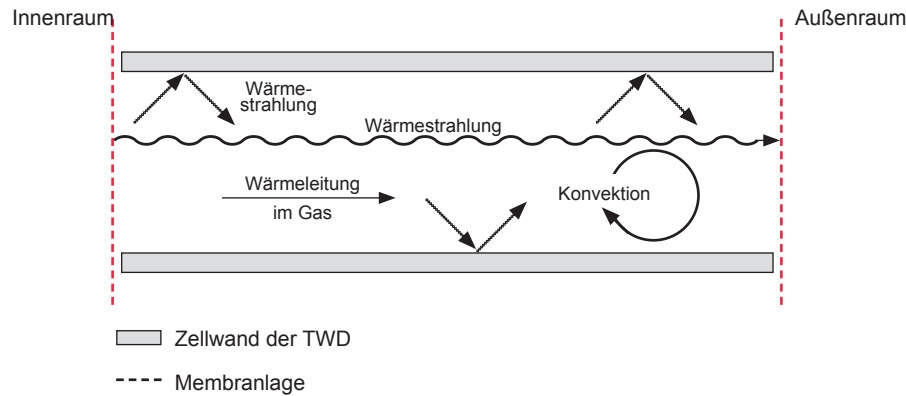 Innenraum
Außenraum
Wärme-
strahlung
Wärmestrahlung
Wärmeleitung
im Gas
Konvektion
Zellwand der TWD
Membranlage